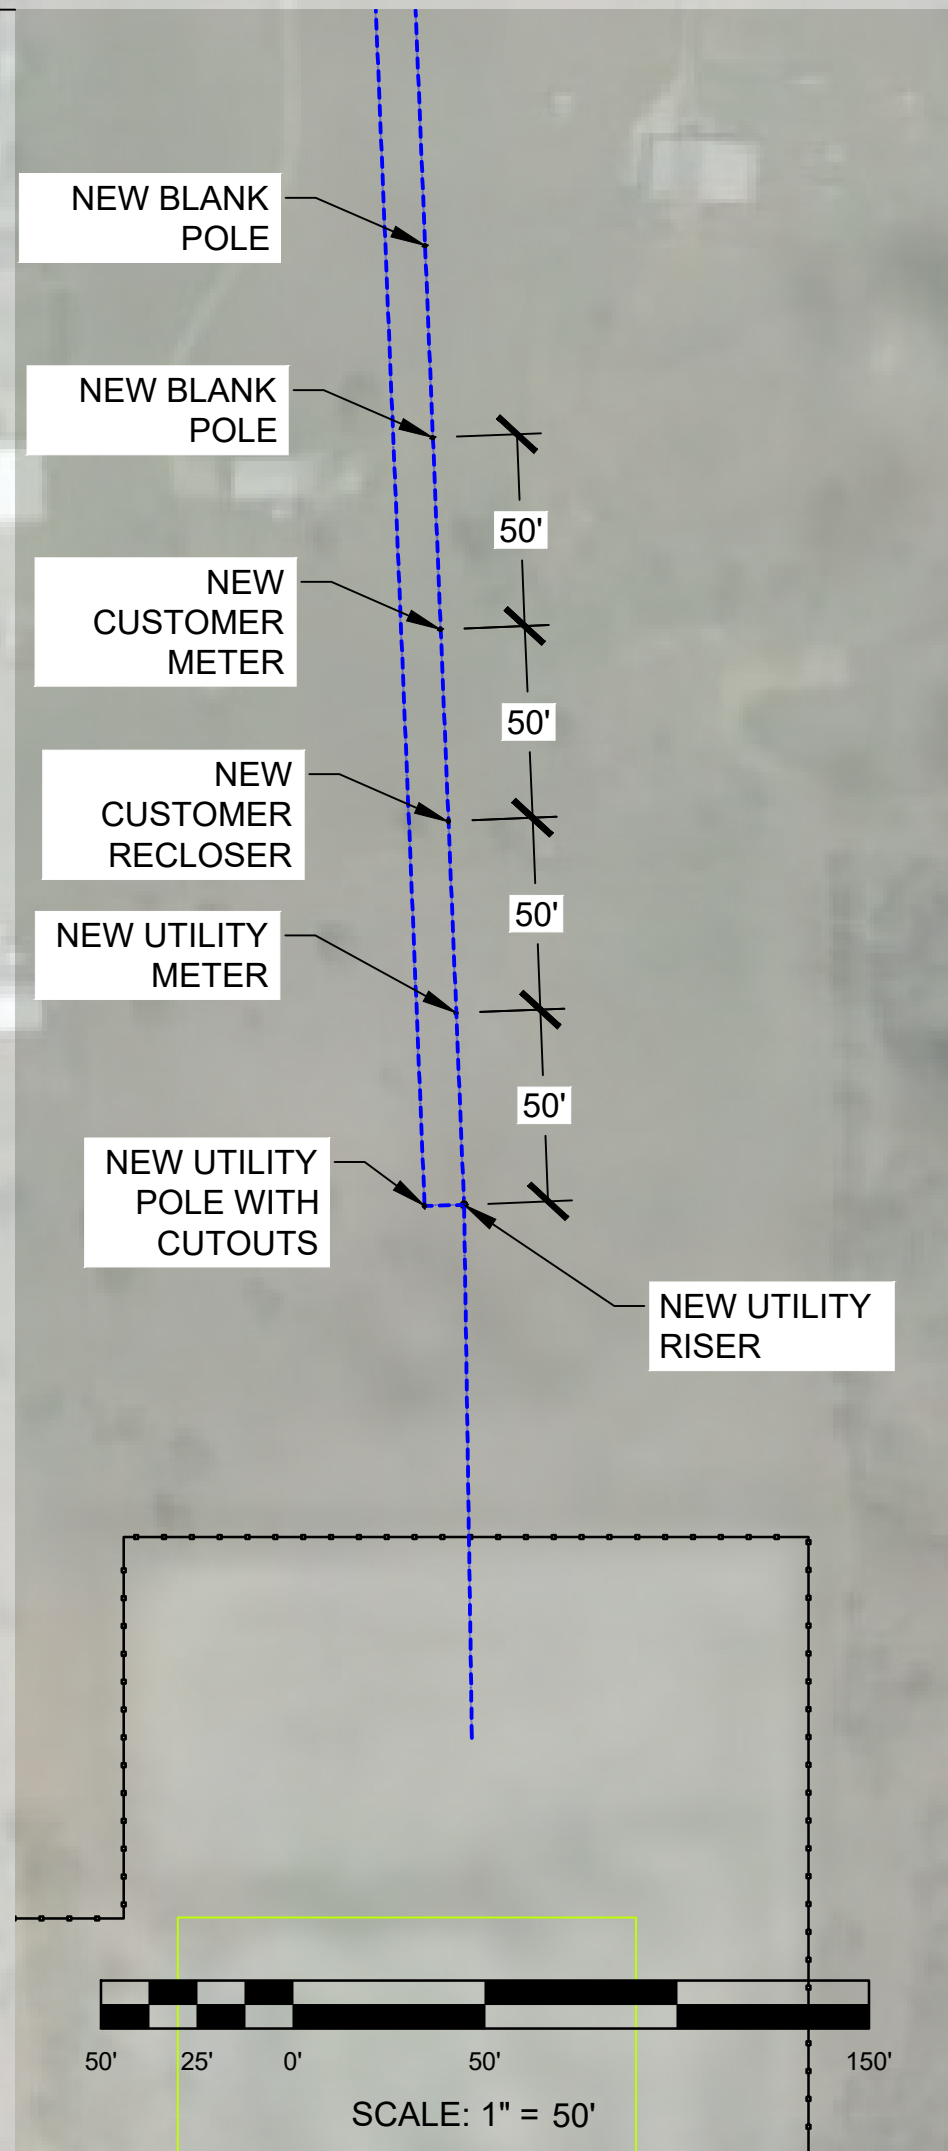 NEW BLANK
POLE
NEW BLANK
POLE
50'
NEW
CUSTOMER
METER
50'
NEW
CUSTOMER
RECLOSER
50'
NEW UTILITY
METER
50'
NEW UTILITY
POLE WITH
CUTOUTS
NEW UTILITY
RISER
50' 25' 0' 50' 150'
SCALE: 1" = 50'